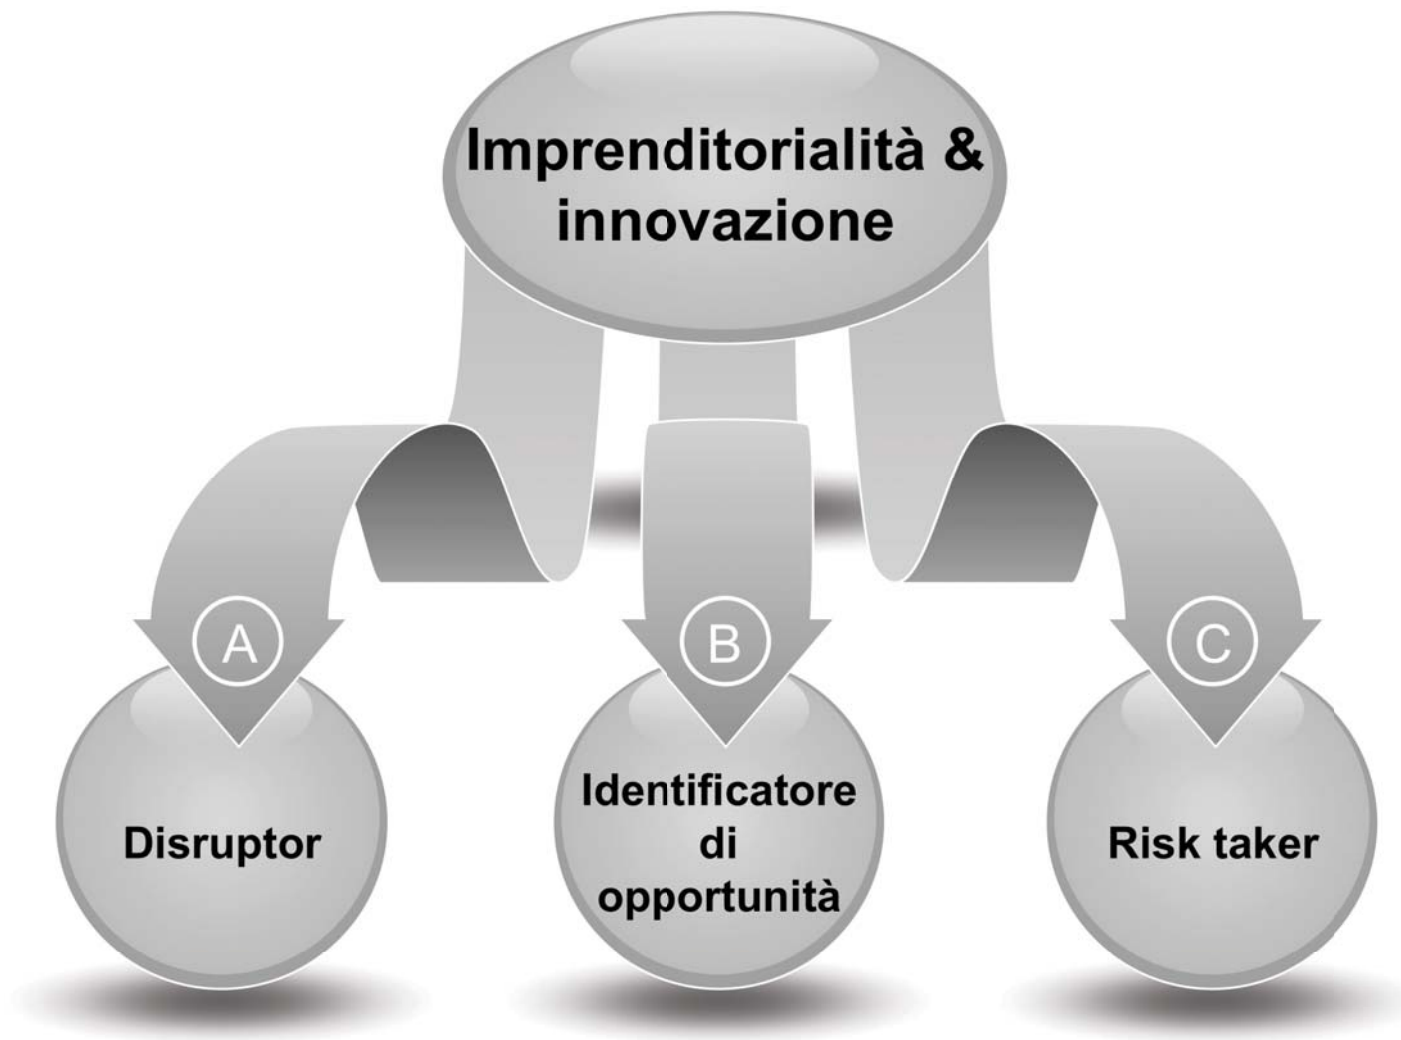 Imprenditorialità &
innovazione
A
B
C
Disruptor
Identificatore
di
opportunità
Risk taker